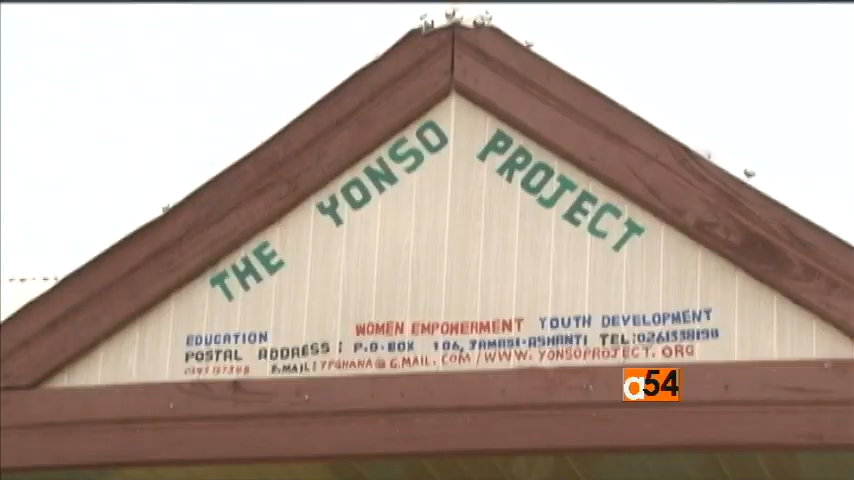 THE YONSO PROJECT
EDUCATION WOMEN EMPOWERMENT YOUTH DEVELOPMENT
POSTAL ADDRESS: P.O.BOX 106, JAMASI-ASHANTI TEL:0261338198
E.MAIL: YPGHANA@G.MAIL.COM/WWW.YONSOPROJECT.ORG
a54